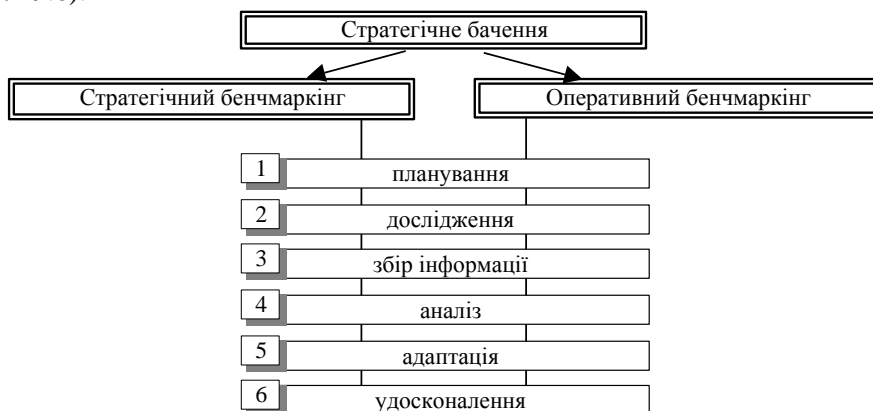 Стратегічне бачення
Стратегічний бенчмаркінг
Оперативний бенчмаркінг
1 планування
2 дослідження
3 збір інформації
4 аналіз
5 адаптація
6 удосконалення